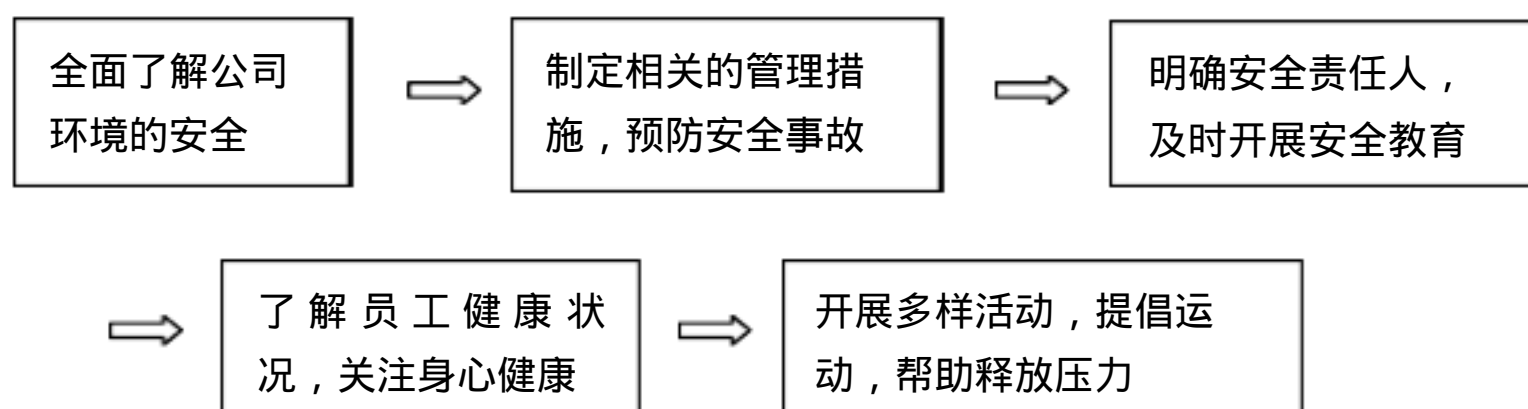 全面了解公司
环境的安全
制定相关的管理措
施，预防安全事故
明确安全责任人，
及时开展安全教育
了解员工健康状
况，关注身心健康
开展多样活动，提倡运
动，帮助释放压力